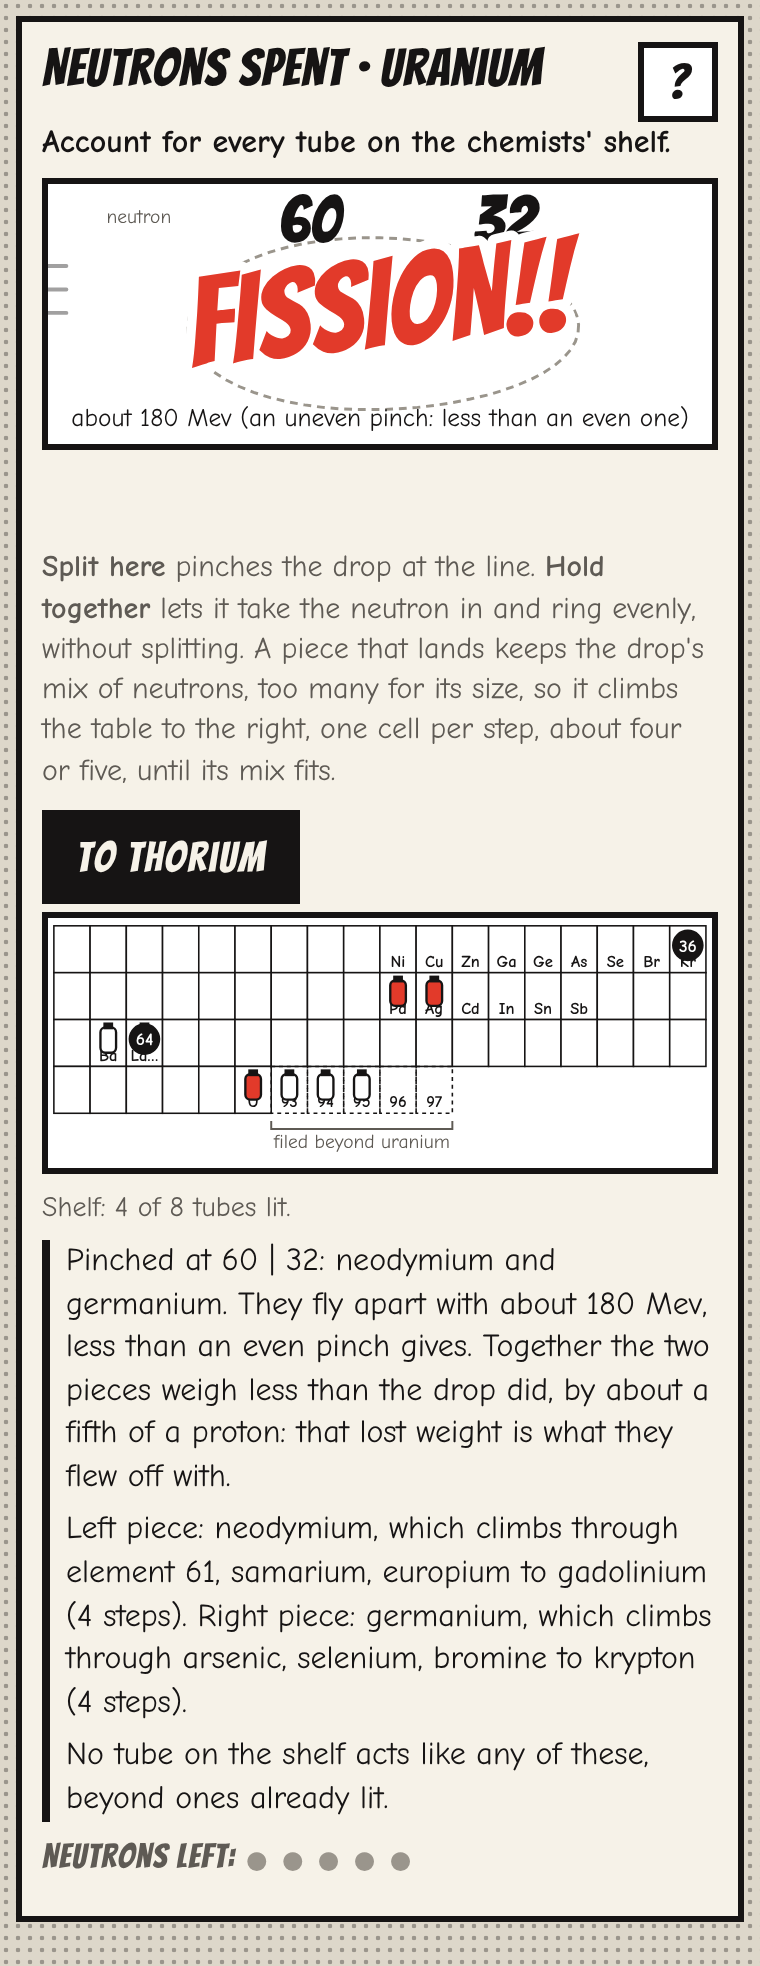 NEUTRONS SPENT · URANIUM
?
Account for every tube on the chemists' shelf.
neutron
60 32
FISSION!!
about 180 Mev (an uneven pinch: less than an even one)
Split here pinches the drop at the line. Hold
together lets it take the neutron in and ring evenly,
without splitting. A piece that lands keeps the drop's
mix of neutrons, too many for its size, so it climbs
the table to the right, one cell per step, about four
or five, until its mix fits.
TO THORIUM
36
Ni Cu Zn Ga Ge As Se Br Kr
Pd Ag Cd In Sn Sb
64
Ba La...
U 93 94 95 96 97
filed beyond uranium
Shelf: 4 of 8 tubes lit.
Pinched at 60 | 32: neodymium and
germanium. They fly apart with about 180 Mev,
less than an even pinch gives. Together the two
pieces weigh less than the drop did, by about a
fifth of a proton: that lost weight is what they
flew off with.
Left piece: neodymium, which climbs through
element 61, samarium, europium to gadolinium
(4 steps). Right piece: germanium, which climbs
through arsenic, selenium, bromine to krypton
(4 steps).
No tube on the shelf acts like any of these,
beyond ones already lit.
NEUTRONS LEFT: